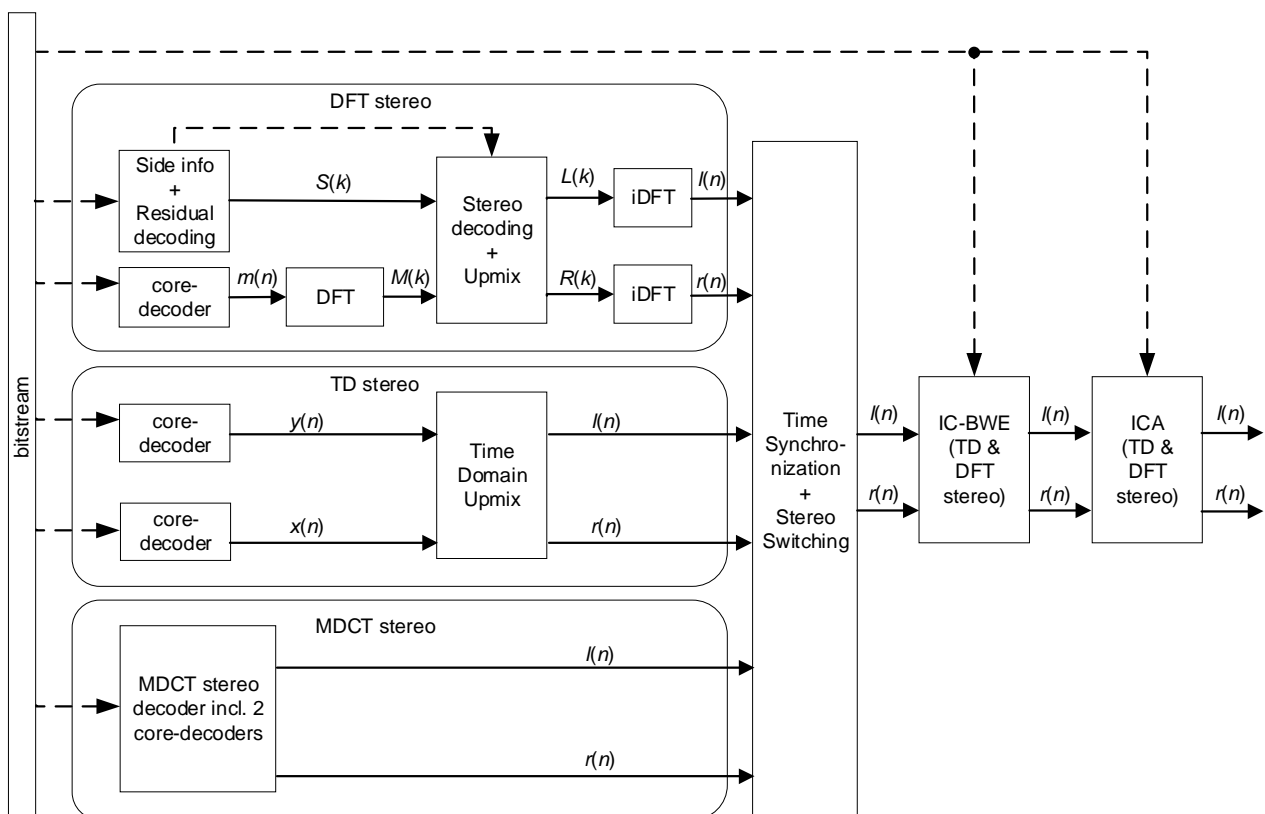 bitstream
DFT stereo
Side info
+
Residual
decoding
S(k)
Stereo
decoding
+
Upmix
L(k)
iDFT
l(n)
core-
decoder
m(n)
DFT
M(k)
R(k)
iDFT
r(n)
TD stereo
core-
decoder
y(n)
Time
Domain
Upmix
l(n)
core-
decoder
x(n)
r(n)
MDCT stereo
MDCT stereo
decoder incl. 2
core-decoders
l(n)
r(n)
Time
Synchro-
nization
+
Stereo
Switching
l(n)
r(n)
IC-BWE
(TD &
DFT
stereo)
l(n)
r(n)
ICA
(TD &
DFT
stereo)
l(n)
r(n)